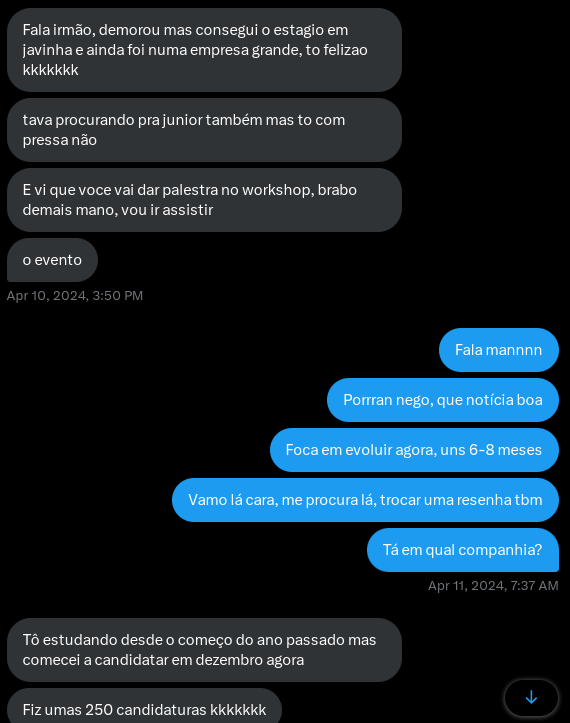 Fala irmão, demorou mas consegui o estagio em
javinha e ainda foi numa empresa grande, to felizao
kkkkkkk
tava procurando pra junior também mas to com
pressa não
E vi que voce vai dar palestra no workshop, brabo
demais mano, vou ir assistir
o evento
Apr 10, 2024, 3:50 PM
Fala mannnn
Porrran nego, que notícia boa
Foca em evoluir agora, uns 6-8 meses
Vamo lá cara, me procura lá, trocar uma resenha tbm
Tá em qual companhia?
Apr 11, 2024, 7:37 AM
Tô estudando desde o começo do ano passado mas
comecei a candidatar em dezembro agora
Fiz umas 250 candidaturas kkkkkkk